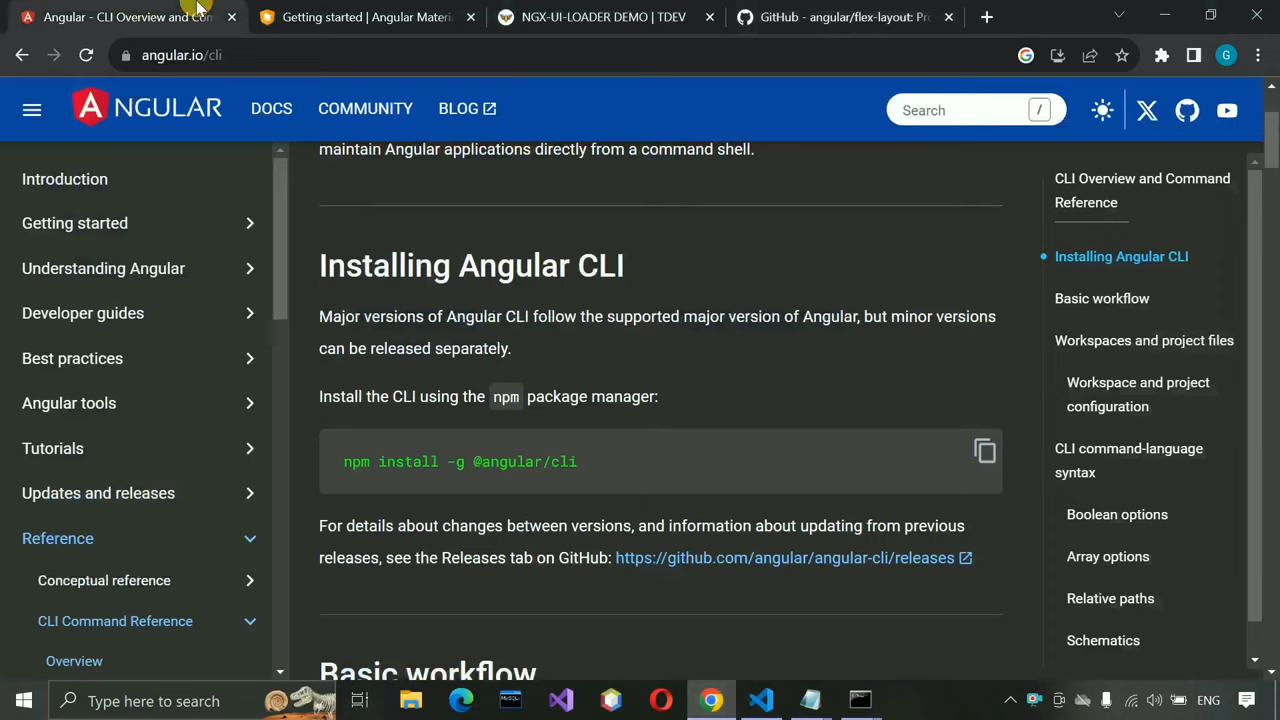 Angular - CLI Overview and Com
Getting started | Angular Materi
NGX-UI-LOADER DEMO | TDEV
GitHub - angular/flex-layout: Pr
angular.io/cli
G
ANGULAR
DOCS
COMMUNITY
BLOG
Search
/
maintain Angular applications directly from a command shell.
Introduction
Getting started
Understanding Angular
Developer guides
Best practices
Angular tools
Tutorials
Updates and releases
Reference
Conceptual reference
CLI Command Reference
Overview
Installing Angular CLI
Major versions of Angular CLI follow the supported major version of Angular, but minor versions
can be released separately.
Install the CLI using the npm package manager:
npm install -g @angular/cli
For details about changes between versions, and information about updating from previous
releases, see the Releases tab on GitHub: https://github.com/angular/angular-cli/releases
Basic workflow
CLI Overview and Command
Reference
Installing Angular CLI
Basic workflow
Workspaces and project files
Workspace and project
configuration
CLI command-language
syntax
Boolean options
Array options
Relative paths
Schematics
Type here to search
MySQL
ENG